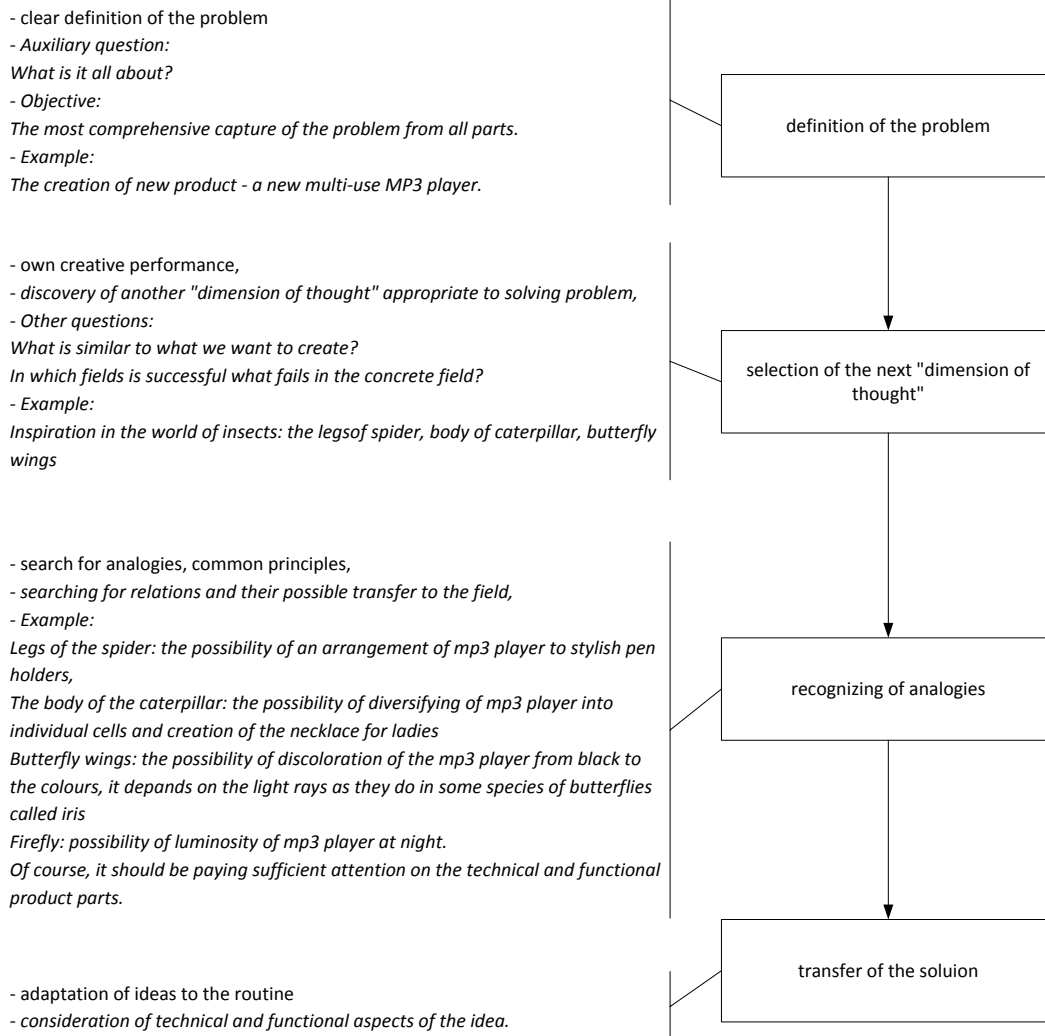 - clear definition of the problem
- Auxiliary question:
What is it all about?
- Objective:
The most comprehensive capture of the problem from all parts.
- Example:
The creation of new product - a new multi-use MP3 player.
definition of the problem
- own creative performance,
- discovery of another "dimension of thought" appropriate to solving problem,
- Other questions:
What is similar to what we want to create?
In which fields is successful what fails in the concrete field?
- Example:
Inspiration in the world of insects: the legsof spider, body of caterpillar, butterfly
wings
selection of the next "dimension of
thought"
- search for analogies, common principles,
- searching for relations and their possible transfer to the field,
- Example:
Legs of the spider: the possibility of an arrangement of mp3 player to stylish pen
holders,
The body of the caterpillar: the possibility of diversifying of mp3 player into
individual cells and creation of the necklace for ladies
Butterfly wings: the possibility of discoloration of the mp3 player from black to
the colours, it depands on the light rays as they do in some species of butterflies
called iris
Firefly: possibility of luminosity of mp3 player at night.
Of course, it should be paying sufficient attention on the technical and functional
product parts.
recognizing of analogies
- adaptation of ideas to the routine
- consideration of technical and functional aspects of the idea.
transfer of the soluion